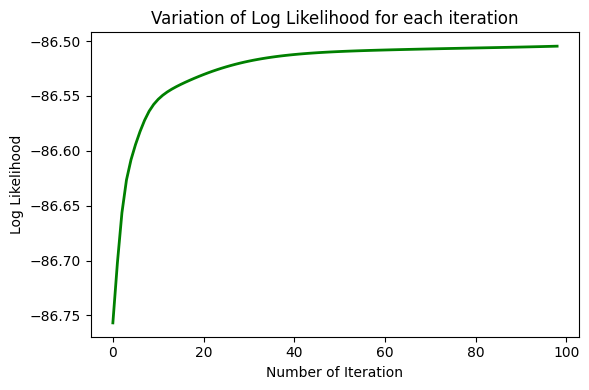 Variation of Log Likelihood for each iteration
Log Likelihood
−86.50
−86.55
−86.60
−86.65
−86.70
−86.75
0 20 40 60 80 100
Number of Iteration